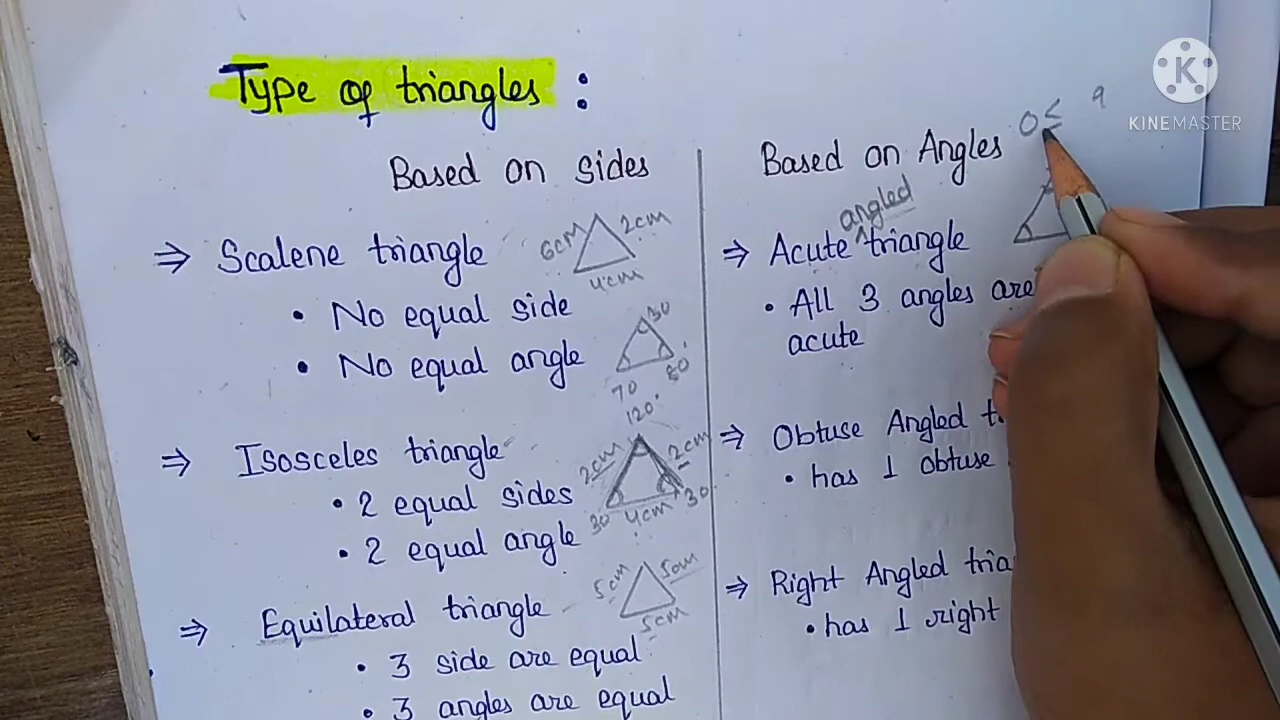 Type of triangles :
KINEMASTER
Based on sides
Scalene triangle
6cm 2cm
4cm
• No equal side
• No equal angle
30
70 80°
Isosceles triangle
120°
2cm 2cm
30 4cm 30
• 2 equal sides
• 2 equal angle
Equilateral triangle
5cm 5cm
5cm
• 3 side are equal
• 3 angles are equal
Based on Angles
0 ≤ 9
angled
⇒ Acute ^ triangle
• All 3 angles are
acute
⇒ Obtuse Angled
• has 1 obtuse
⇒ Right Angled
• has 1 right